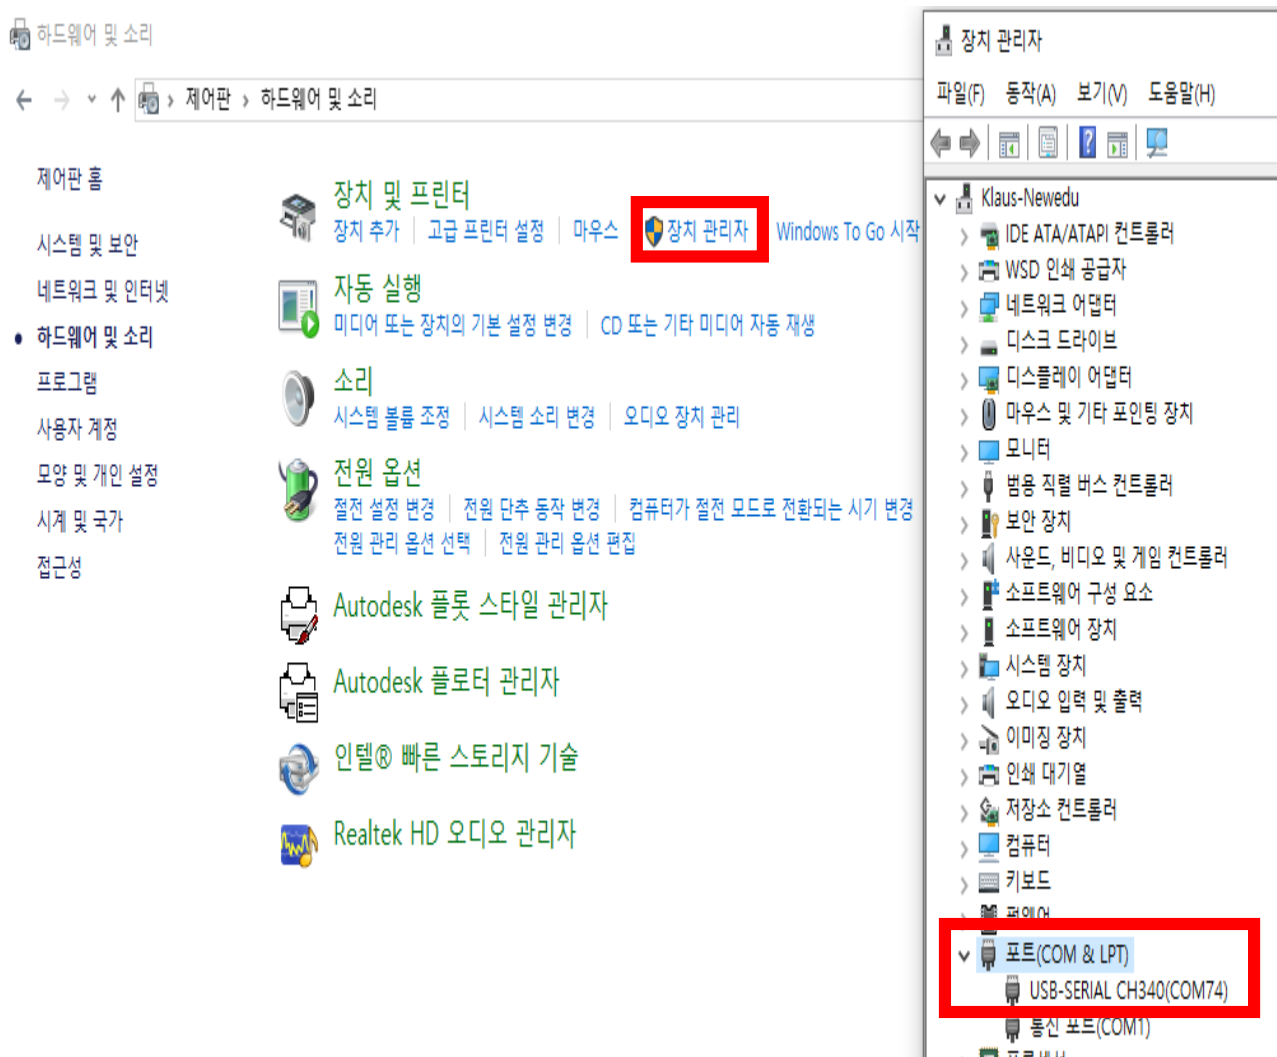 하드웨어 및 소리
제어판 › 하드웨어 및 소리
제어판 홈
시스템 및 보안
네트워크 및 인터넷
하드웨어 및 소리
프로그램
사용자 계정
모양 및 개인 설정
시계 및 국가
접근성
장치 및 프린터
장치 추가 | 고급 프린터 설정 | 마우스 | 장치 관리자 | Windows To Go 시작
자동 실행
미디어 또는 장치의 기본 설정 변경 | CD 또는 기타 미디어 자동 재생
소리
시스템 볼륨 조정 | 시스템 소리 변경 | 오디오 장치 관리
전원 옵션
절전 설정 변경 | 전원 단추 동작 변경 | 컴퓨터가 절전 모드로 전환되는 시기 변경
전원 관리 옵션 선택 | 전원 관리 옵션 편집
Autodesk 플롯 스타일 관리자
Autodesk 플로터 관리자
인텔® 빠른 스토리지 기술
Realtek HD 오디오 관리자
장치 관리자
파일(F) 동작(A) 보기(V) 도움말(H)
Klaus-Newedu
IDE ATA/ATAPI 컨트롤러
WSD 인쇄 공급자
네트워크 어댑터
디스크 드라이브
디스플레이 어댑터
마우스 및 기타 포인팅 장치
모니터
범용 직렬 버스 컨트롤러
보안 장치
사운드, 비디오 및 게임 컨트롤러
소프트웨어 구성 요소
소프트웨어 장치
시스템 장치
오디오 입력 및 출력
이미징 장치
인쇄 대기열
저장소 컨트롤러
컴퓨터
키보드
펌웨어
포트(COM & LPT)
USB-SERIAL CH340(COM74)
통신 포트(COM1)
프로세서